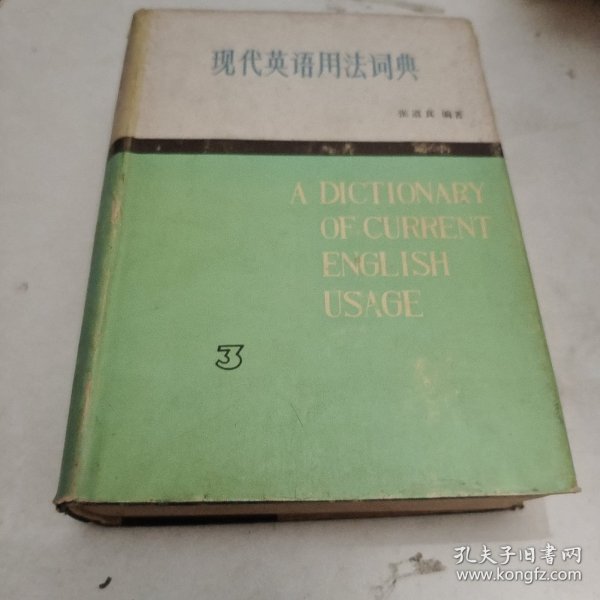 现代英语用法词典
张道真 编著
A DICTIONARY
OF CURRENT
ENGLISH
USAGE
3
孔夫子旧书网
www.kongfz.com